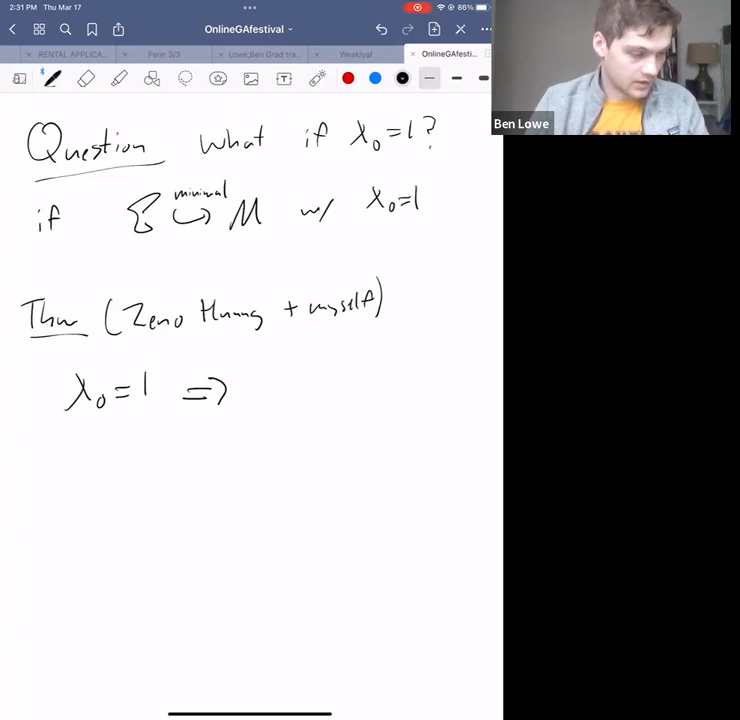 2:31 PM Thu Mar 17
86%
OnlineGAfestival
RENTAL APPLICA...
Penn 3/3
Lowe,Ben Grad tra...
Weeklyaf
OnlineGAfesti...
Ben Lowe
Question what if λ₀=1?
if Σ ↪ M w/ λ₀=1
minimal
Thm (Zeno Huang + myself)
λ₀=1 ⇒